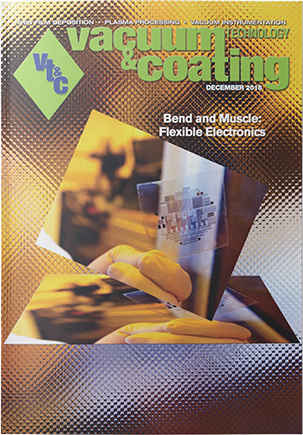 THIN FILM DEPOSITION • PLASMA PROCESSING • VACUUM INSTRUMENTATION
vacuum TECHNOLOGY
&coating
Vt&C
DECEMBER 2018
Bend and Muscle:
Flexible Electronics